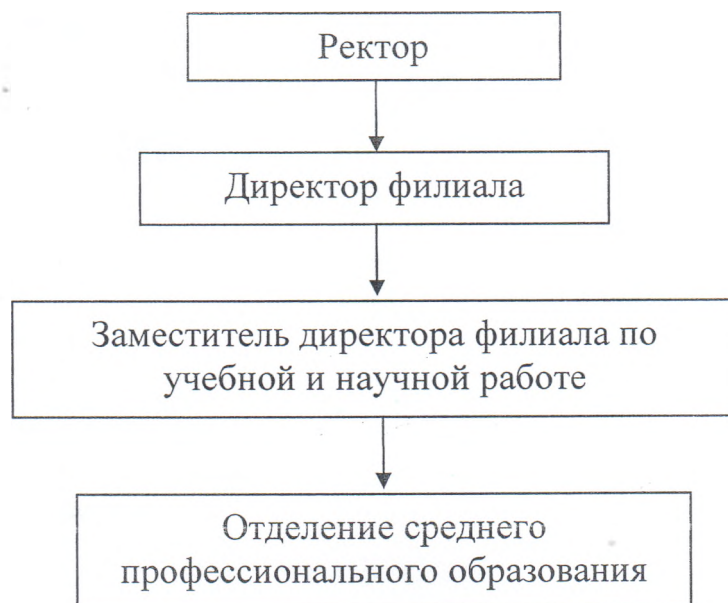 Ректор
Директор филиала
Заместитель директора филиала по
учебной и научной работе
Отделение среднего
профессионального образования